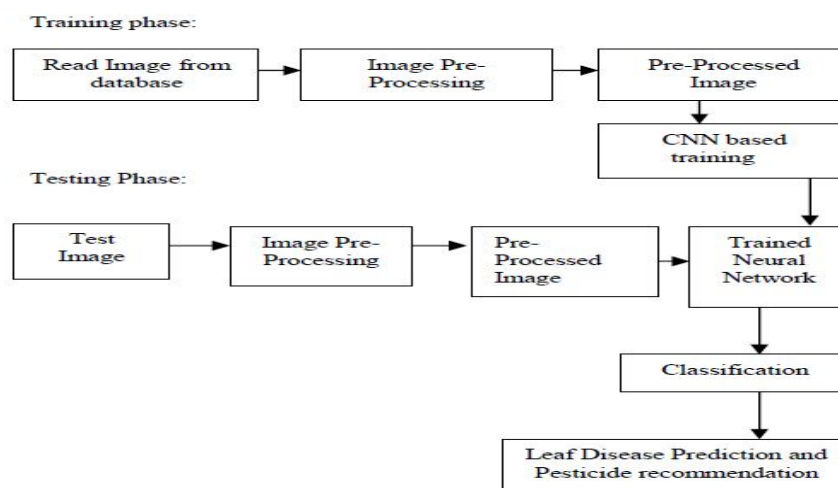 Training phase:
Read Image from
database
Image Pre-
Processing
Pre-Processed
Image
CNN based
training
Testing Phase:
Test
Image
Image Pre-
Processing
Pre-
Processed
Image
Trained
Neural
Network
Classification
Leaf Disease Prediction and
Pesticide recommendation